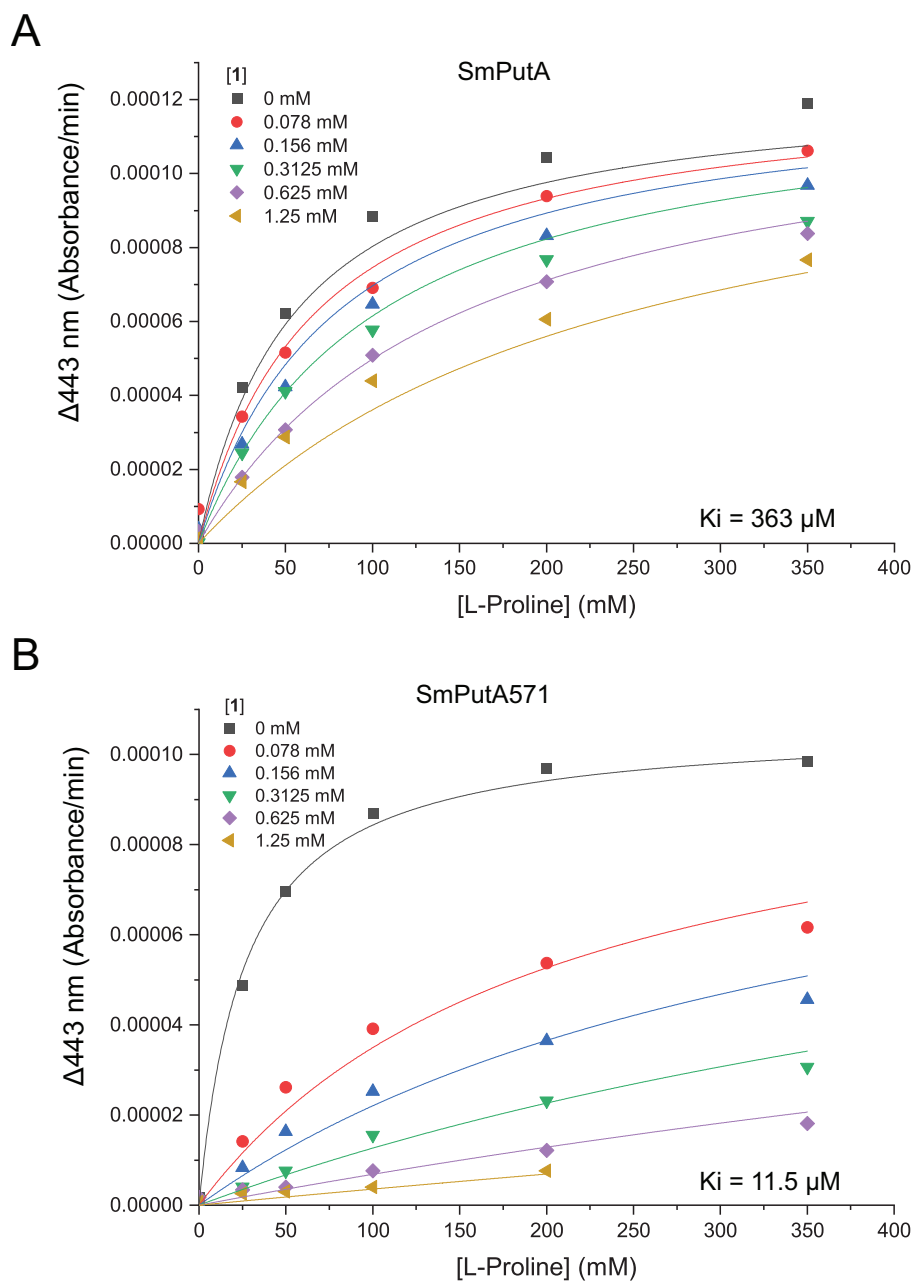 A
SmPutA
[1]
0 mM
0.078 mM
0.156 mM
0.3125 mM
0.625 mM
1.25 mM
0.00012
0.00010
0.00008
0.00006
0.00004
0.00002
0.00000
Δ443 nm (Absorbance/min)
Ki = 363 µM
0 50 100 150 200 250 300 350 400
[L-Proline] (mM)
B
SmPutA571
[1]
0 mM
0.078 mM
0.156 mM
0.3125 mM
0.625 mM
1.25 mM
0.00010
0.00008
0.00006
0.00004
0.00002
0.00000
Δ443 nm (Absorbance/min)
Ki = 11.5 µM
0 50 100 150 200 250 300 350 400
[L-Proline] (mM)